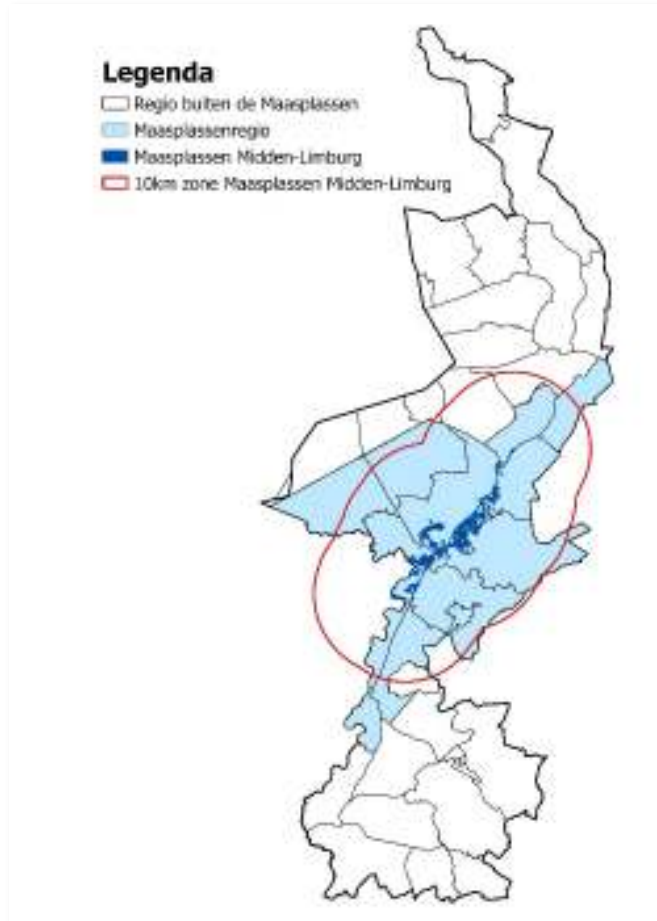 Legenda
Regio buiten de Maasplassen
Maasplassenregio
Maasplassen Midden-Limburg
10km zone Maasplassen Midden-Limburg